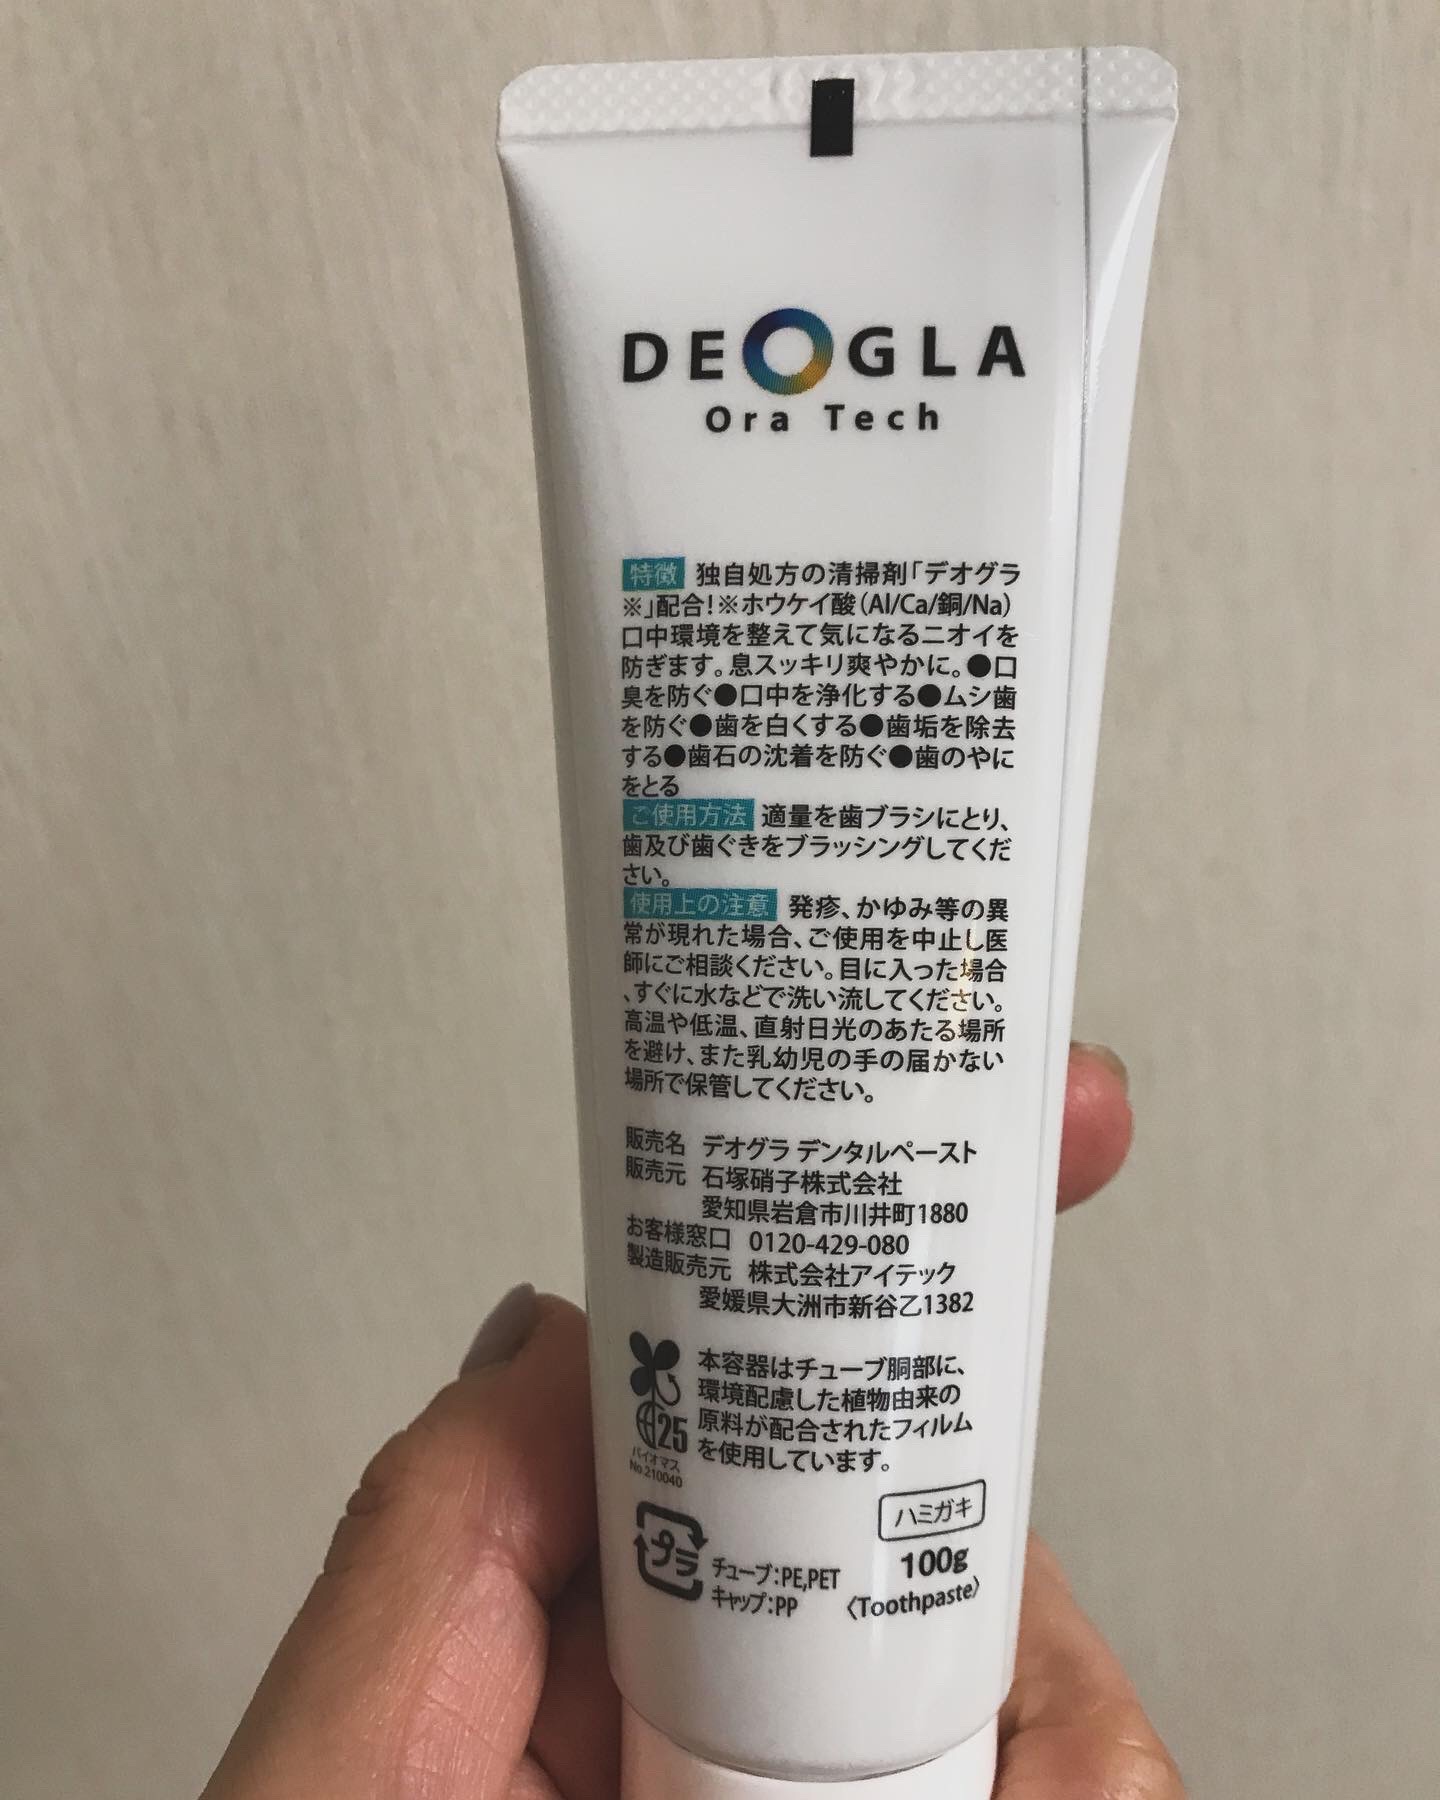 DEOGLA
Ora Tech
特徴 独自処方の清掃剤「デオグラ
※」配合!※ホウケイ酸(Al/Ca/銅/Na)
口中環境を整えて気になるニオイを
防ぎます。息スッキリ爽やかに。●口
臭を防ぐ●口中を浄化する●ムシ歯
を防ぐ●歯を白くする●歯垢を除去
する●歯石の沈着を防ぐ●歯のやに
をとる
ご使用方法 適量を歯ブラシにとり、
歯及び歯ぐきをブラッシングしてくだ
さい。
使用上の注意 発疹、かゆみ等の異
常が現れた場合、ご使用を中止し医
師にご相談ください。目に入った場合
、すぐに水などで洗い流してください。
高温や低温、直射日光のあたる場所
を避け、また乳幼児の手の届かない
場所で保管してください。
販売名 デオグラ デンタルペースト
販売元 石塚硝子株式会社
愛知県岩倉市川井町1880
お客様窓口 0120-429-080
製造販売元 株式会社アイテック
愛媛県大洲市新谷乙1382
本容器はチューブ胴部に、
環境配慮した植物由来の
原料が配合されたフィルム
を使用しています。
25
バイオマス
No 210040
ハミガキ
100g
〈Toothpaste〉
プラ
チューブ:PE,PET
キャップ:PP